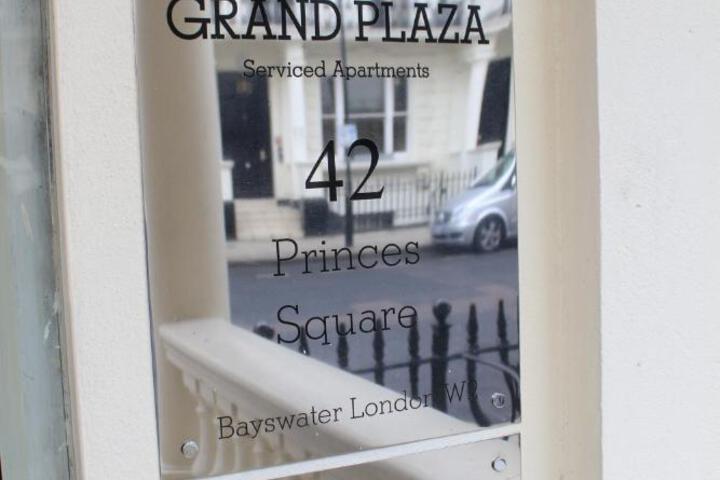 GRAND PLAZA
Serviced Apartments
42
Princes
Square
Bayswater London W2